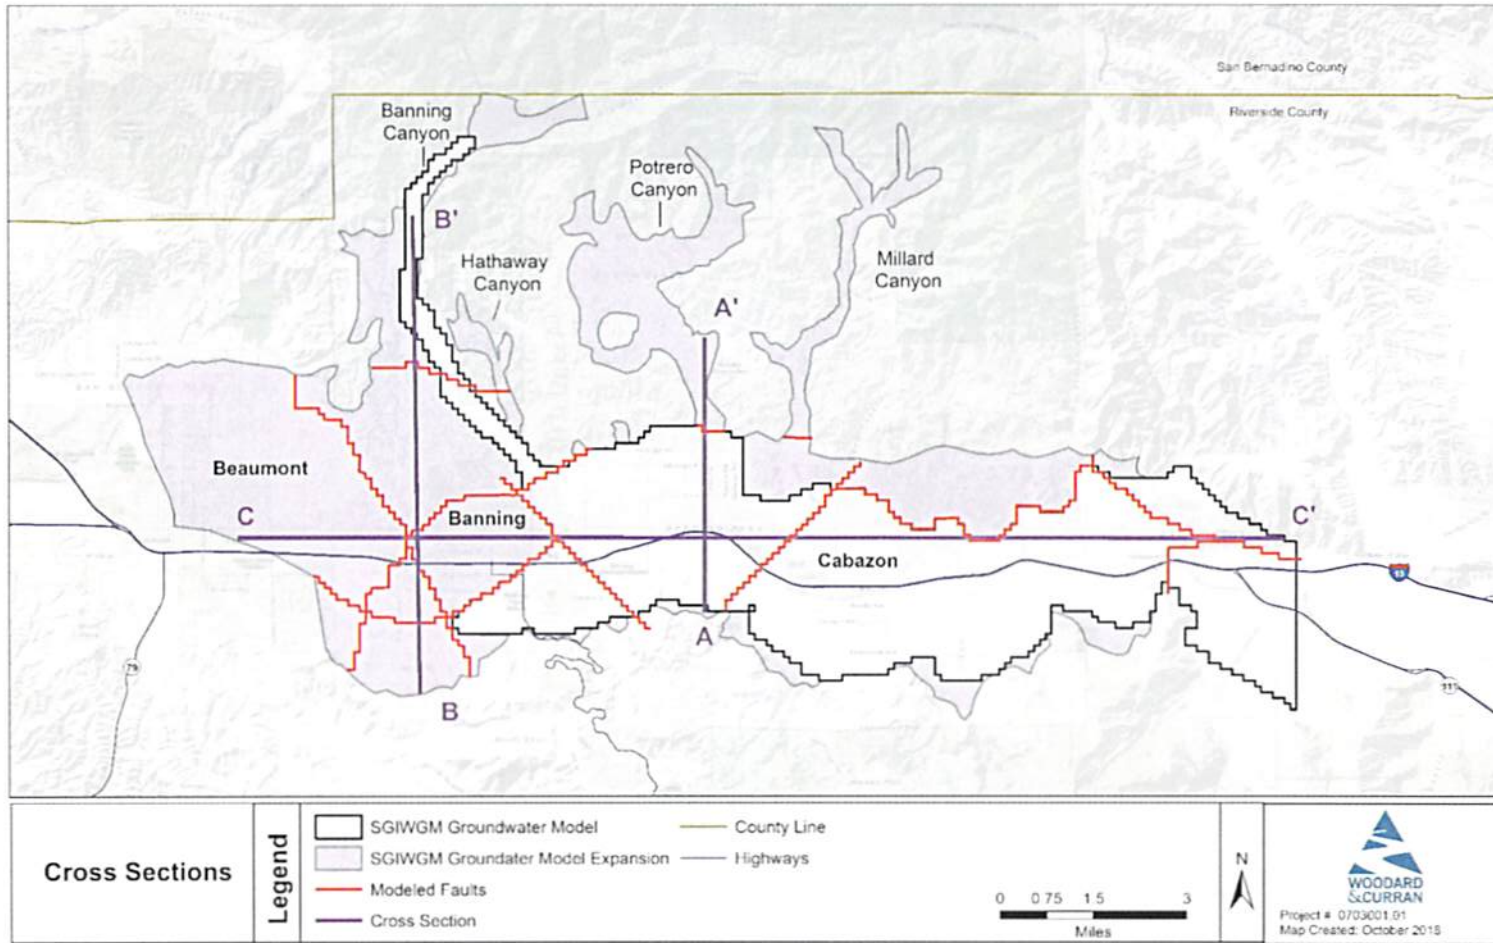 San Bernadino County
Riverside County
Banning
Canyon
Potrero
Canyon
B'
Hathaway
Canyon
Millard
Canyon
A'
Beaumont
C
Banning
C'
Cabazon
A
B
79
Cross Sections
Legend
SGIWGM Groundwater Model
SGIWGM Groundater Model Expansion
Modeled Faults
Cross Section
County Line
Highways
0 0.75 1.5 3
Miles
N
WOODARD
&CURRAN
Project # 0703001.01
Map Created: October 2018